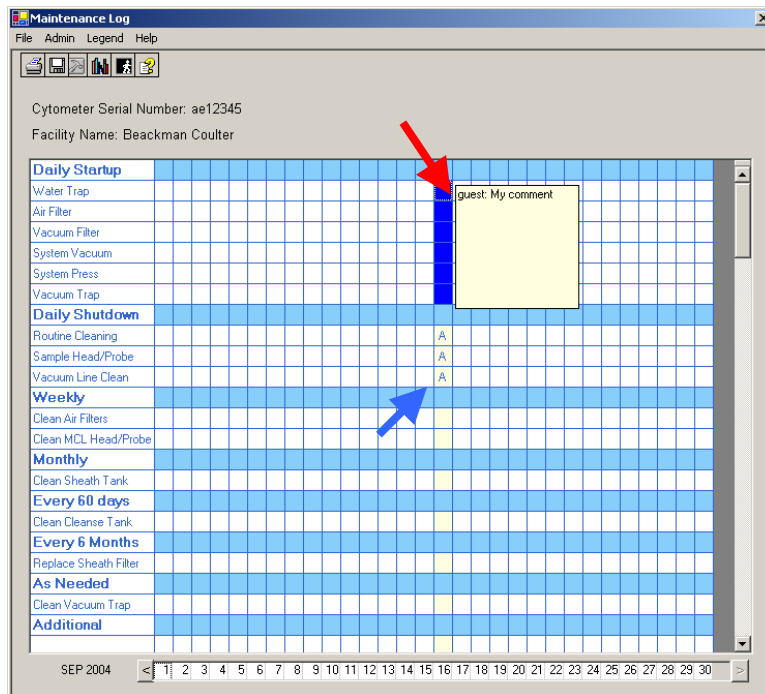 Maintenance Log
File Admin Legend Help
Cytometer Serial Number: ae12345
Facility Name: Beackman Coulter
Daily Startup
Water Trap
guest: My comment
Air Filter
Vacuum Filter
System Vacuum
System Press
Vacuum Trap
Daily Shutdown
Routine Cleaning A
Sample Head/Probe A
Vacuum Line Clean A
Weekly
Clean Air Filters
Clean MCL Head/Probe
Monthly
Clean Sheath Tank
Every 60 days
Clean Cleanse Tank
Every 6 Months
Replace Sheath Filter
As Needed
Clean Vacuum Trap
Additional
SEP 2004 < 1 2 3 4 5 6 7 8 9 10 11 12 13 14 15 16 17 18 19 20 21 22 23 24 25 26 27 28 29 30 >